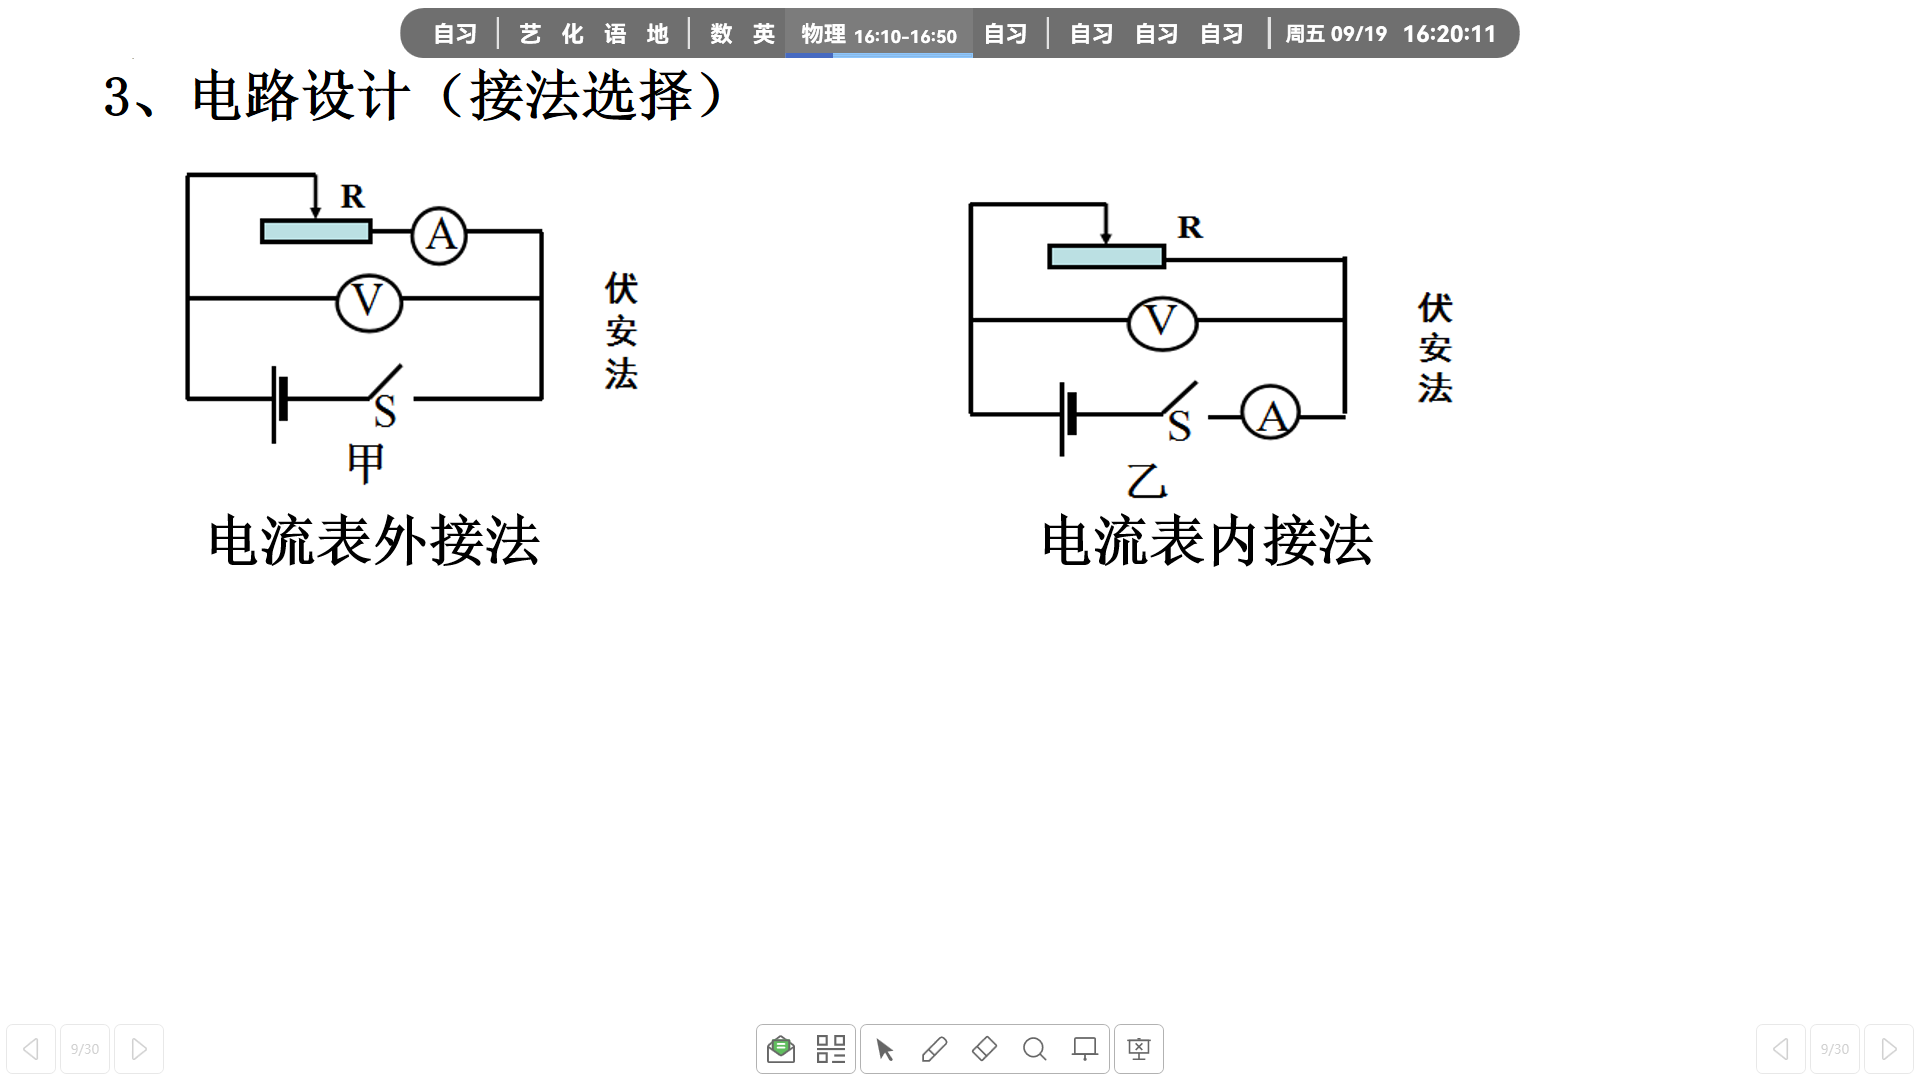 自习 艺 化 语 地 数 英 物理 16:10-16:50 自习 自习 自习 自习 周五 09/19 16:20:11
3、电路设计（接法选择）
R
A
V
S
甲
伏
安
法
电流表外接法
R
V
S
A
乙
伏
安
法
电流表内接法
9/30
9/30